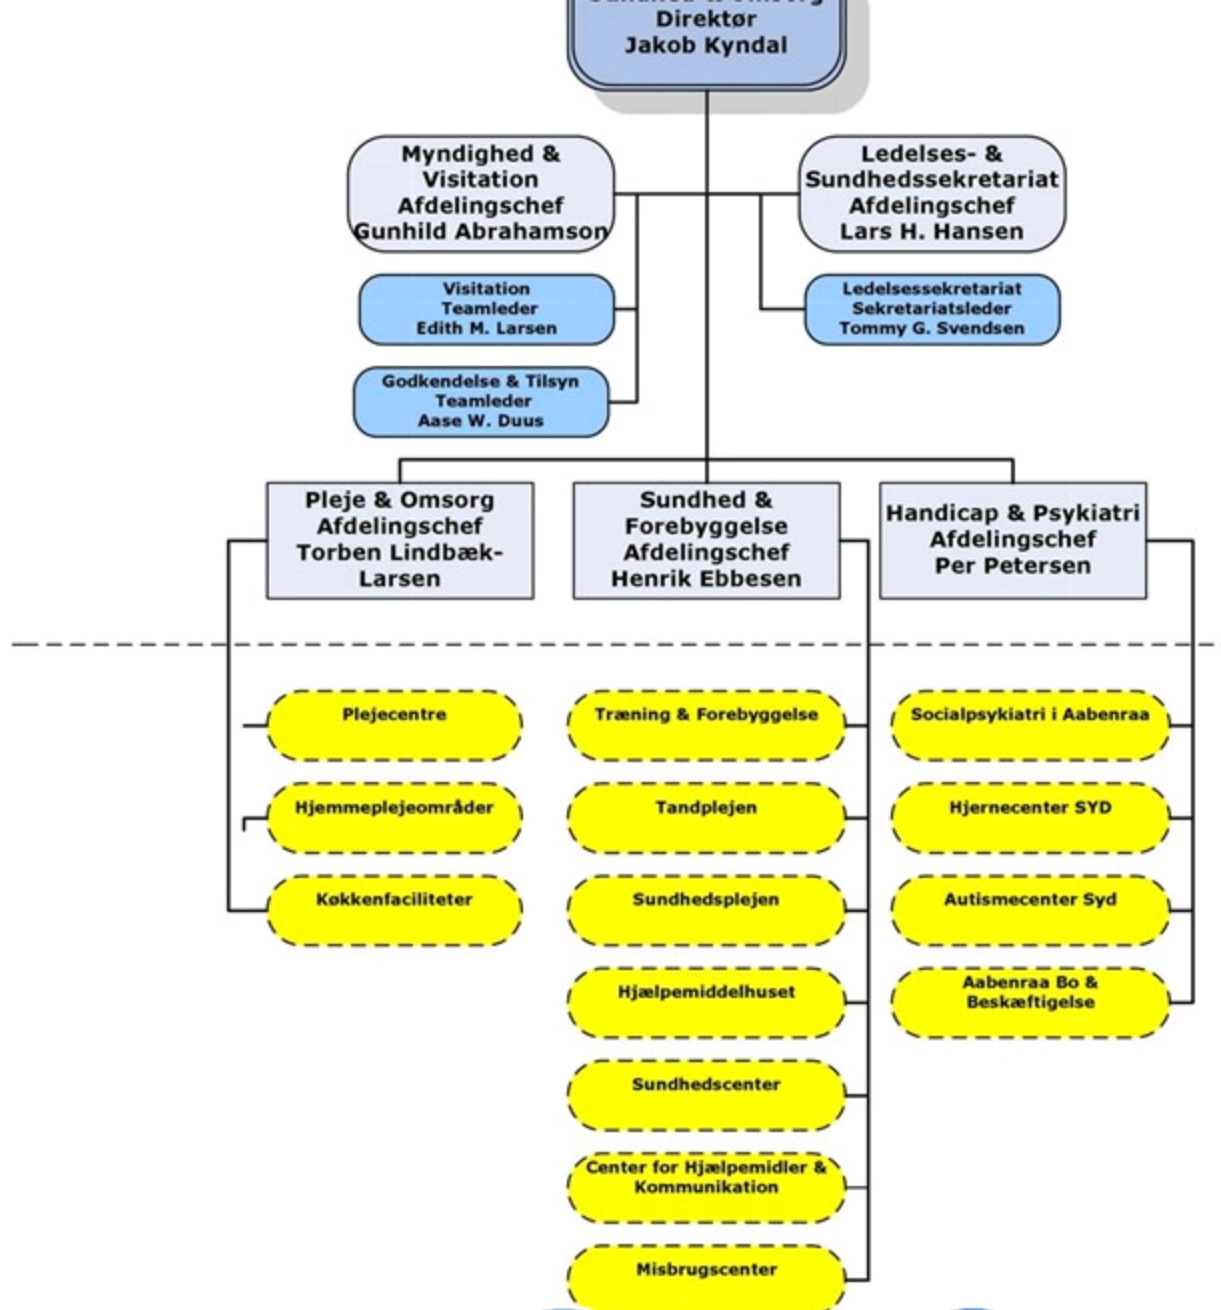 Direktør
Jakob Kyndal
Myndighed &
Visitation
Afdelingschef
Gunhild Abrahamson
Ledelses- &
Sundhedssekretariat
Afdelingschef
Lars H. Hansen
Visitation
Teamleder
Edith M. Larsen
Ledelsessekretariat
Sekretariatsleder
Tommy G. Svendsen
Godkendelse & Tilsyn
Teamleder
Aase W. Duus
Pleje & Omsorg
Afdelingschef
Torben Lindbæk-
Larsen
Sundhed &
Forebyggelse
Afdelingschef
Henrik Ebbesen
Handicap & Psykiatri
Afdelingschef
Per Petersen
Plejecentre
Hjemmeplejeområder
Køkkenfaciliteter
Træning & Forebyggelse
Tandplejen
Sundhedsplejen
Hjælpemiddelhuset
Sundhedscenter
Center for Hjælpemidler &
Kommunikation
Misbrugscenter
Socialpsykiatri i Aabenraa
Hjernecenter SYD
Autismecenter Syd
Aabenraa Bo &
Beskæftigelse